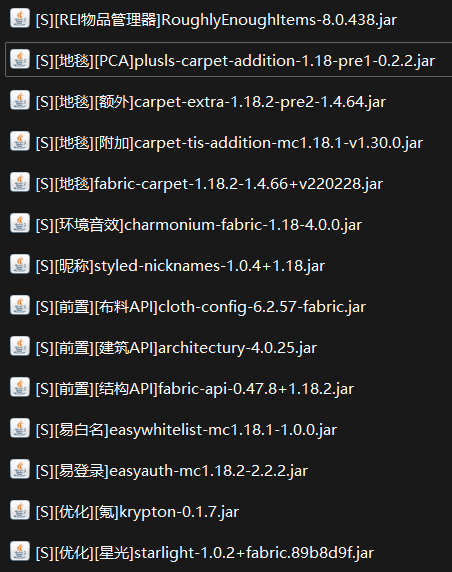 [S][REI物品管理器]RoughlyEnoughItems-8.0.438.jar
[S][地毯][PCA]plusls-carpet-addition-1.18-pre1-0.2.2.jar
[S][地毯][额外]carpet-extra-1.18.2-pre2-1.4.64.jar
[S][地毯][附加]carpet-tis-addition-mc1.18.1-v1.30.0.jar
[S][地毯]fabric-carpet-1.18.2-1.4.66+v220228.jar
[S][环境音效]charmonium-fabric-1.18-4.0.0.jar
[S][昵称]styled-nicknames-1.0.4+1.18.jar
[S][前置][布料API]cloth-config-6.2.57-fabric.jar
[S][前置][建筑API]architectury-4.0.25.jar
[S][前置][结构API]fabric-api-0.47.8+1.18.2.jar
[S][易白名]easywhitelist-mc1.18.1-1.0.0.jar
[S][易登录]easyauth-mc1.18.2-2.2.2.jar
[S][优化][氪]krypton-0.1.7.jar
[S][优化][星光]starlight-1.0.2+fabric.89b8d9f.jar